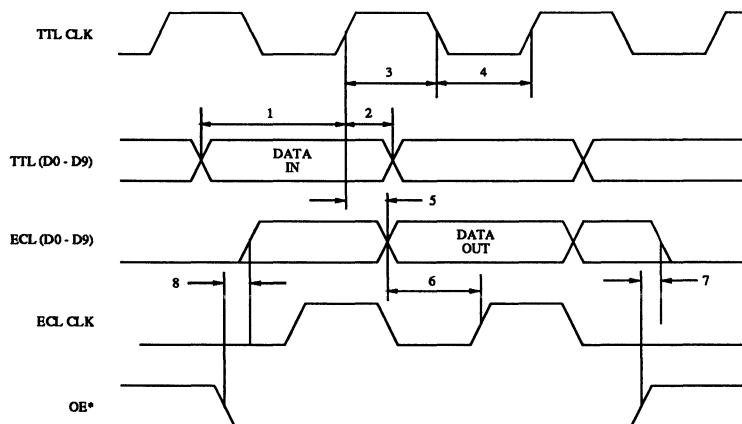 TTL CLK
3
4
1
2
TTL (D0 - D9)
DATA
IN
5
ECL (D0 - D9)
DATA
OUT
8
6
7
ECL CLK
OE*